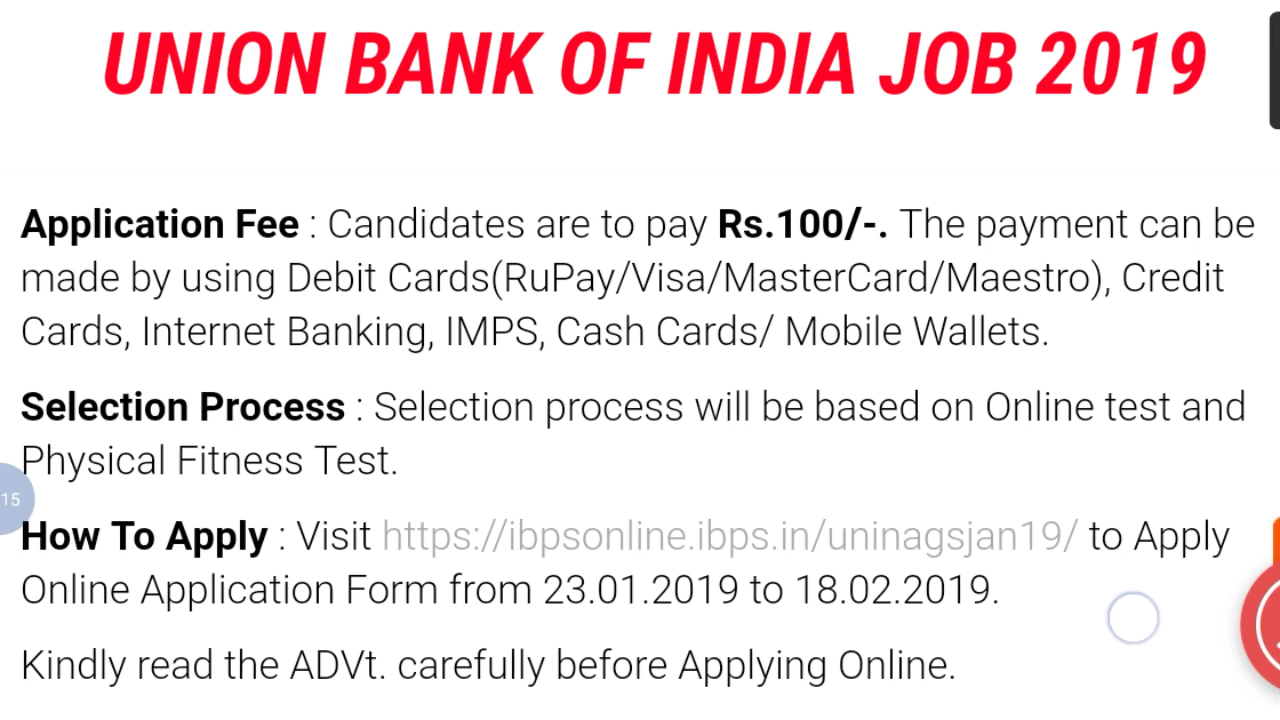 UNION BANK OF INDIA JOB 2019
Application Fee : Candidates are to pay Rs.100/-. The payment can be
made by using Debit Cards(RuPay/Visa/MasterCard/Maestro), Credit
Cards, Internet Banking, IMPS, Cash Cards/ Mobile Wallets.
Selection Process : Selection process will be based on Online test and
Physical Fitness Test.
15
How To Apply : Visit https://ibpsonline.ibps.in/uninagsjan19/ to Apply
Online Application Form from 23.01.2019 to 18.02.2019.
Kindly read the ADVt. carefully before Applying Online.